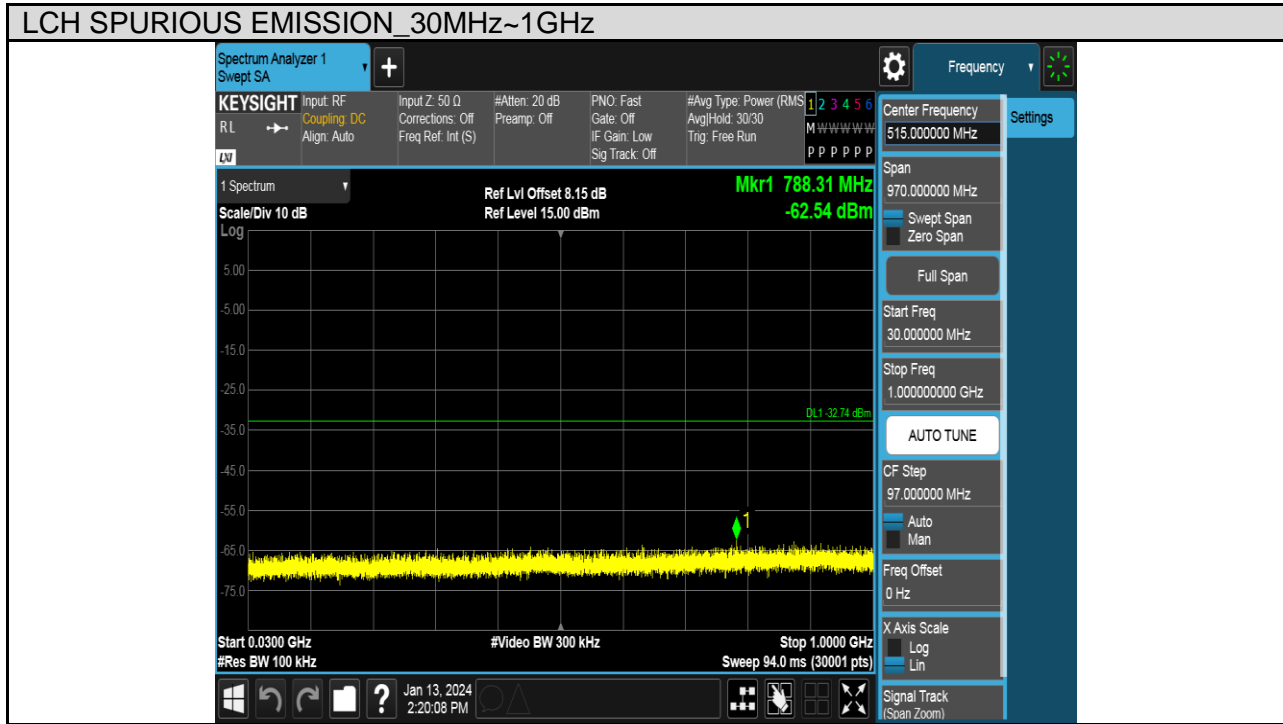 LCH SPURIOUS EMISSION_30MHz~1GHz
Spectrum Analyzer 1
Swept SA
+
Frequency
KEYSIGHT
RL
LXI
Input: RF
Coupling: DC
Align: Auto
Input Z: 50 Ω
Corrections: Off
Freq Ref: Int (S)
#Atten: 20 dB
Preamp: Off
PNO: Fast
Gate: Off
IF Gain: Low
Sig Track: Off
#Avg Type: Power (RMS
Avg|Hold: 30/30
Trig: Free Run
1 2 3 4 5 6
M W W W W W
P P P P P P
1 Spectrum
Scale/Div 10 dB
Log
Ref Lvl Offset 8.15 dB
Ref Level 15.00 dBm
Mkr1 788.31 MHz
-62.54 dBm
5.00
-5.00
-15.0
-25.0
DL1 -32.74 dBm
-35.0
-45.0
-55.0
1
-65.0
-75.0
Start 0.0300 GHz
#Res BW 100 kHz
#Video BW 300 kHz
Stop 1.0000 GHz
Sweep 94.0 ms (30001 pts)
?
Jan 13, 2024
2:20:08 PM
Center Frequency
515.000000 MHz
Settings
Span
970.000000 MHz
Swept Span
Zero Span
Full Span
Start Freq
30.000000 MHz
Stop Freq
1.000000000 GHz
AUTO TUNE
CF Step
97.000000 MHz
Auto
Man
Freq Offset
0 Hz
X Axis Scale
Log
Lin
Signal Track
(Span Zoom)